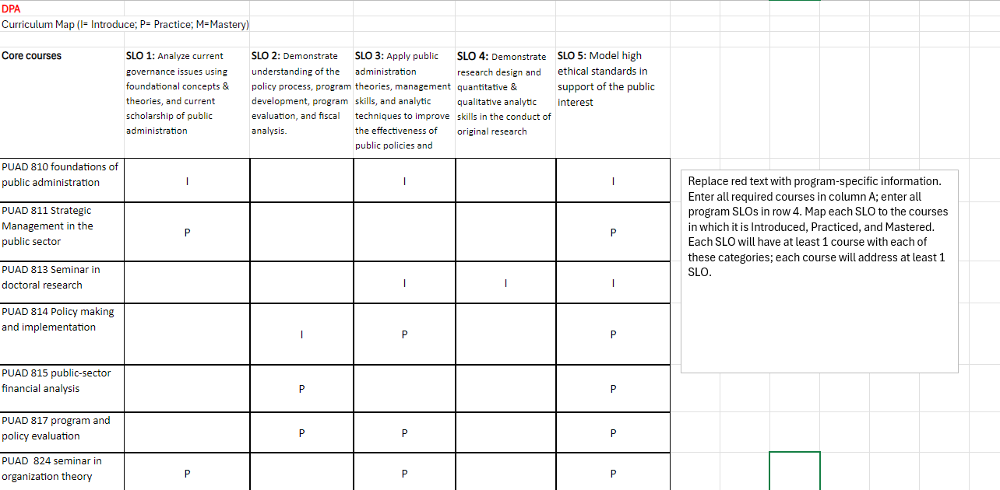 DPA
Curriculum Map (I= Introduce; P= Practice; M=Mastery)
Core courses
SLO 1: Analyze current
governance issues using
foundational concepts &
theories, and current
scholarship of public
administration
SLO 2: Demonstrate
understanding of the
policy process, program
development, program
evaluation, and fiscal
analysis.
SLO 3: Apply public
administration
theories, management
skills, and analytic
techniques to improve
the effectiveness of
public policies and
SLO 4: Demonstrate
research design and
quantitative &
qualitative analytic
skills in the conduct of
original research
SLO 5: Model high
ethical standards in
support of the public
interest
PUAD 810 foundations of
public administration
I
I
I
PUAD 811 Strategic
Management in the
public sector
P
P
PUAD 813 Seminar in
doctoral research
I
I
I
PUAD 814 Policy making
and implementation
I
P
P
PUAD 815 public-sector
financial analysis
P
P
PUAD 817 program and
policy evaluation
P
P
P
PUAD  824 seminar in
organization theory
P
P
P
Replace red text with program-specific information.
Enter all required courses in column A; enter all
program SLOs in row 4. Map each SLO to the courses
in which it is Introduced, Practiced, and Mastered.
Each SLO will have at least 1 course with each of
these categories; each course will address at least 1
SLO.